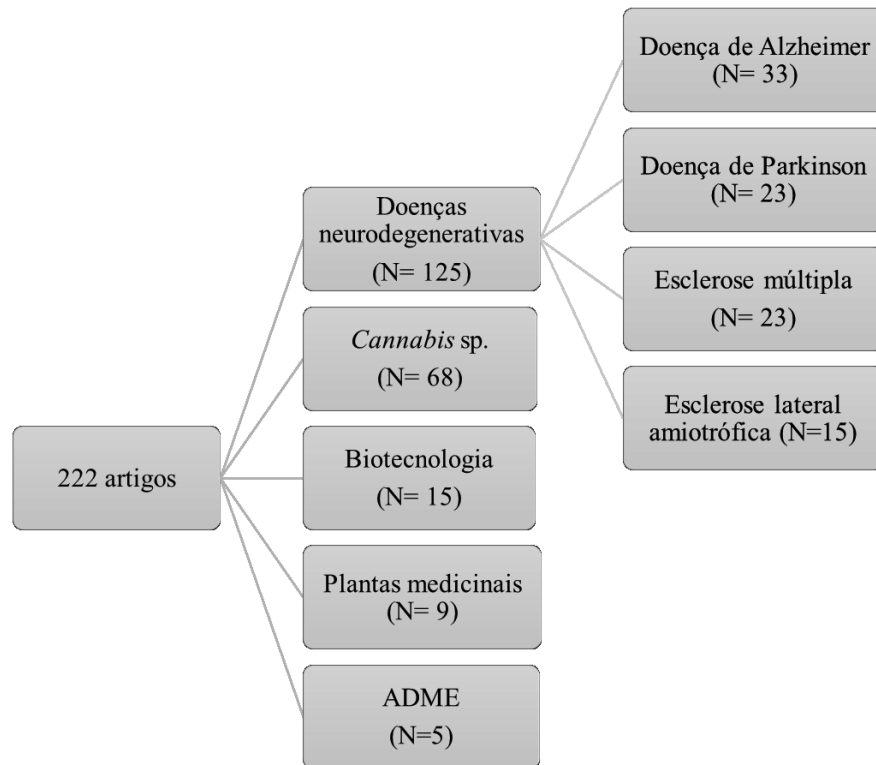 222 artigos
Doenças
neurodegenerativas
(N= 125)
Cannabis sp.
(N= 68)
Biotecnologia
(N= 15)
Plantas medicinais
(N= 9)
ADME
(N=5)
Doença de Alzheimer
(N= 33)
Doença de Parkinson
(N= 23)
Esclerose múltipla
(N= 23)
Esclerose lateral
amiotrófica (N=15)